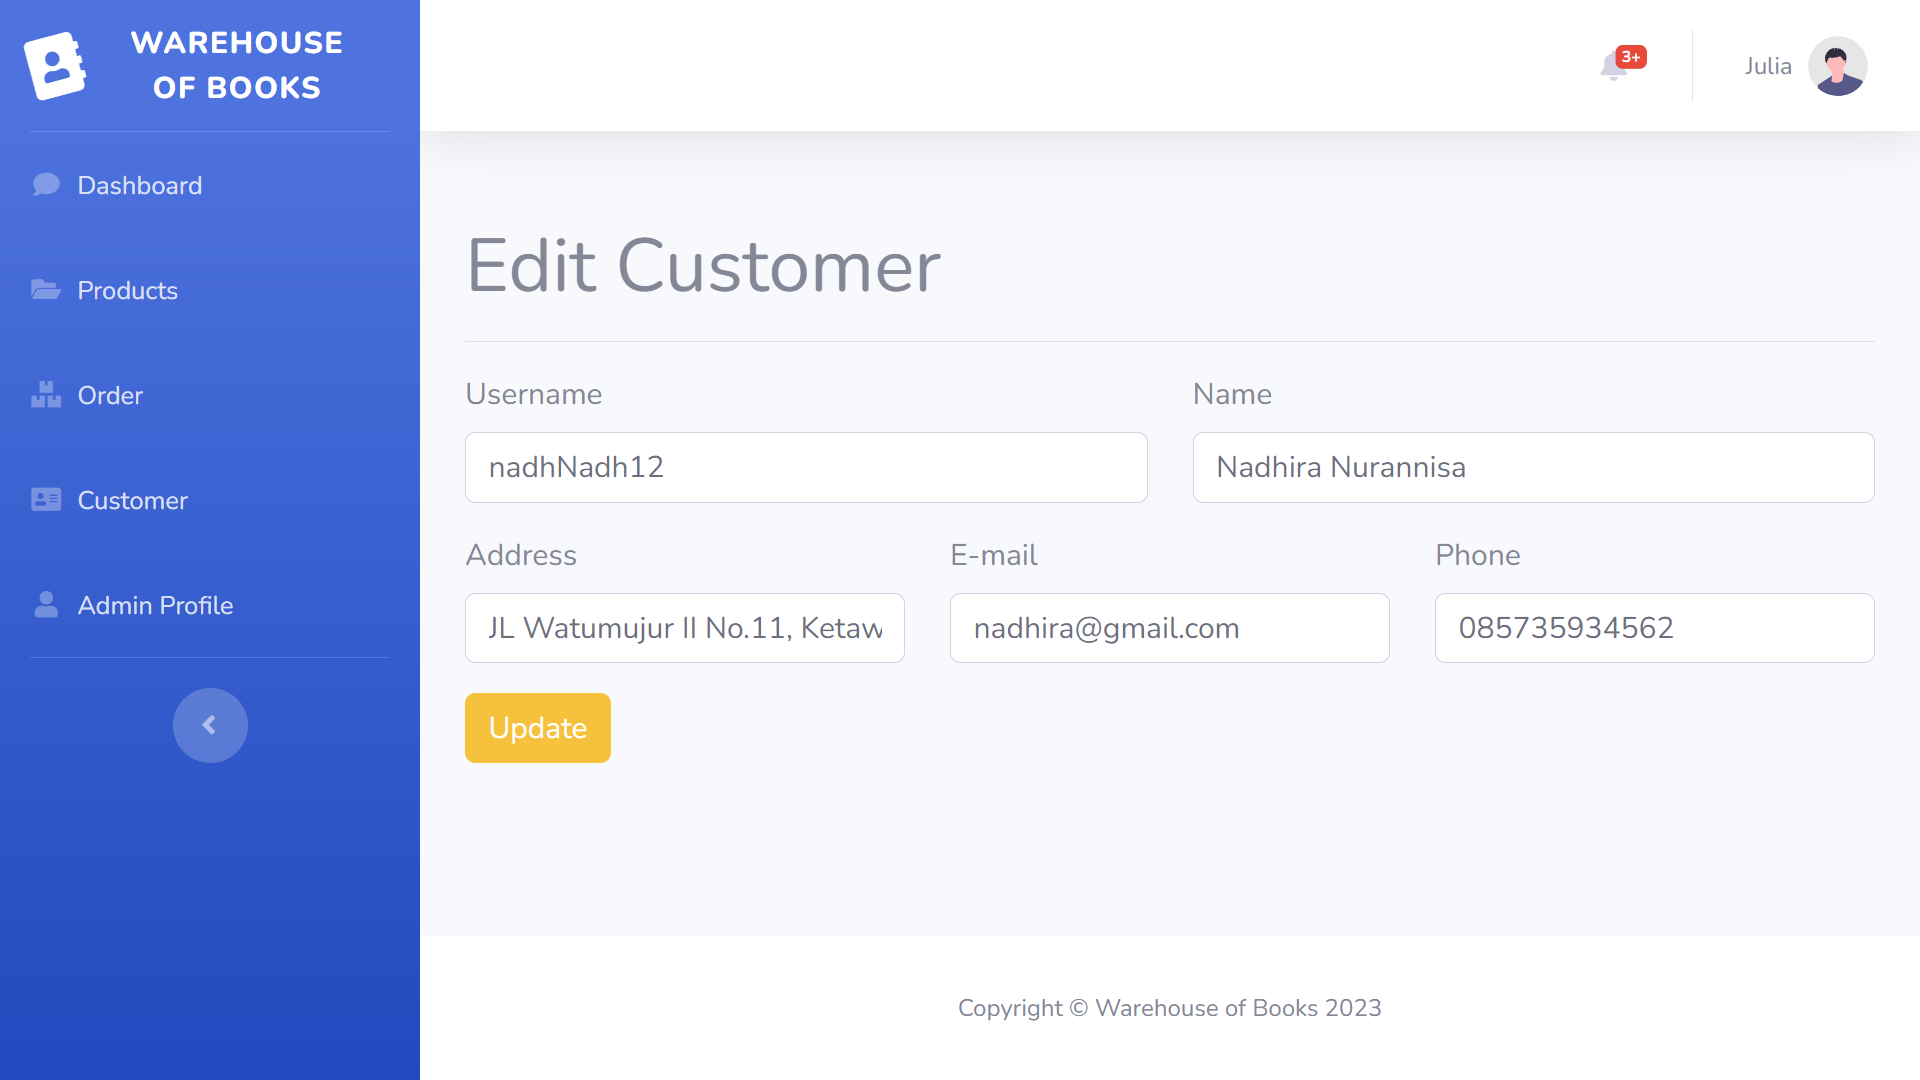 WAREHOUSE
OF BOOKS
Dashboard
Products
Order
Customer
Admin Profile
3+
Julia
Edit Customer
Username
Name
nadhNadh12
Nadhira Nurannisa
Address
E-mail
Phone
JL Watumujur II No.11, Ketaw
nadhira@gmail.com
085735934562
Update
Copyright © Warehouse of Books 2023